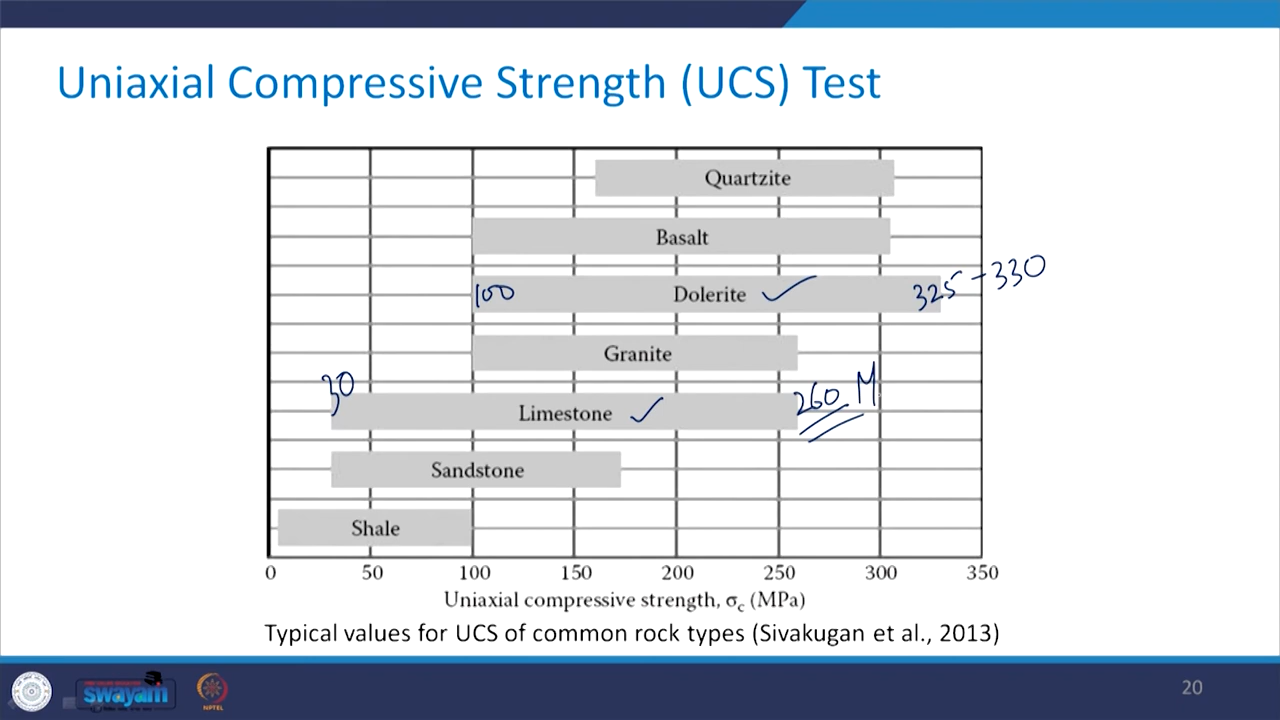 Uniaxial Compressive Strength (UCS) Test
Quartzite
Basalt
325-330
100
Dolerite
Granite
30
260 M
Limestone
Sandstone
Shale
0 50 100 150 200 250 300 350
Uniaxial compressive strength, σc (MPa)
Typical values for UCS of common rock types (Sivakugan et al., 2013)
swayam
NPTEL
20